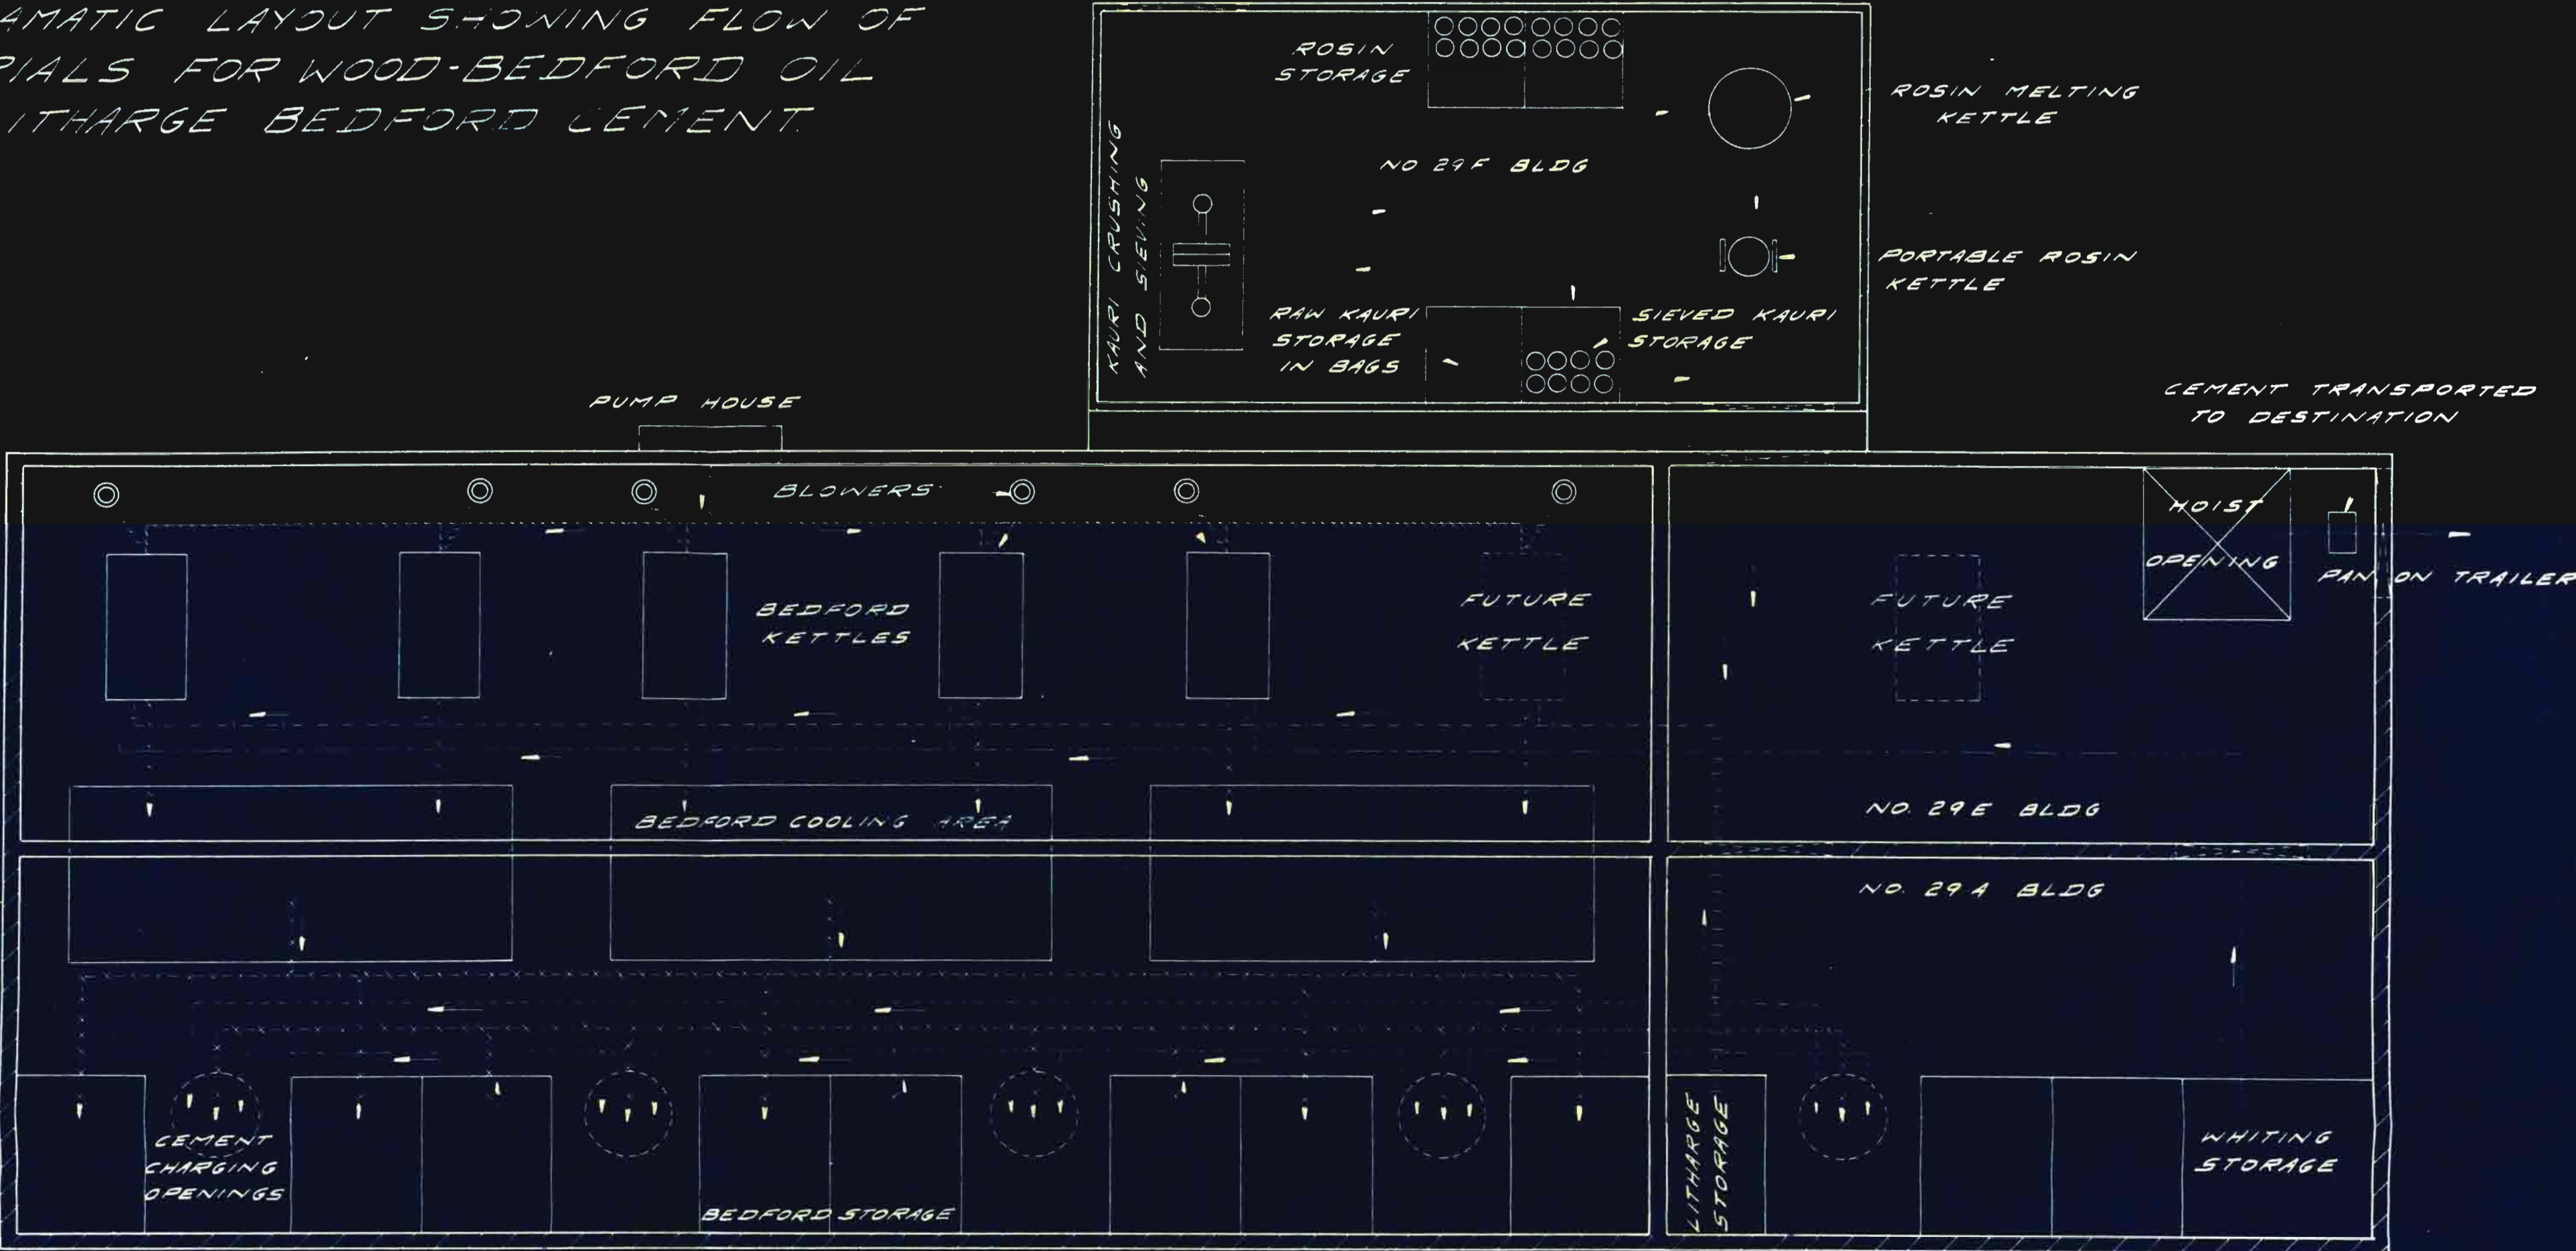 AMATIC LAYOUT SHOWING FLOW OF
RIALS FOR WOOD-BEDFORD OIL
ITHARGE BEDFORD CEMENT.
ROSIN
STORAGE
ROSIN MELTING
KETTLE
KAURI CRUSHING
AND SIEVING
NO 29F BLDG
PORTABLE ROSIN
KETTLE
RAW KAURI
STORAGE
IN BAGS
SIEVED KAURI
STORAGE
PUMP HOUSE
CEMENT TRANSPORTED
TO DESTINATION
BLOWERS
HOIST
OPENING
PAN ON TRAILER
BEDFORD
KETTLES
FUTURE
KETTLE
FUTURE
KETTLE
BEDFORD COOLING AREA
NO. 29E BLDG
NO. 29A BLDG
CEMENT
CHARGING
OPENINGS
BEDFORD STORAGE
LITHARGE
STORAGE
WHITING
STORAGE